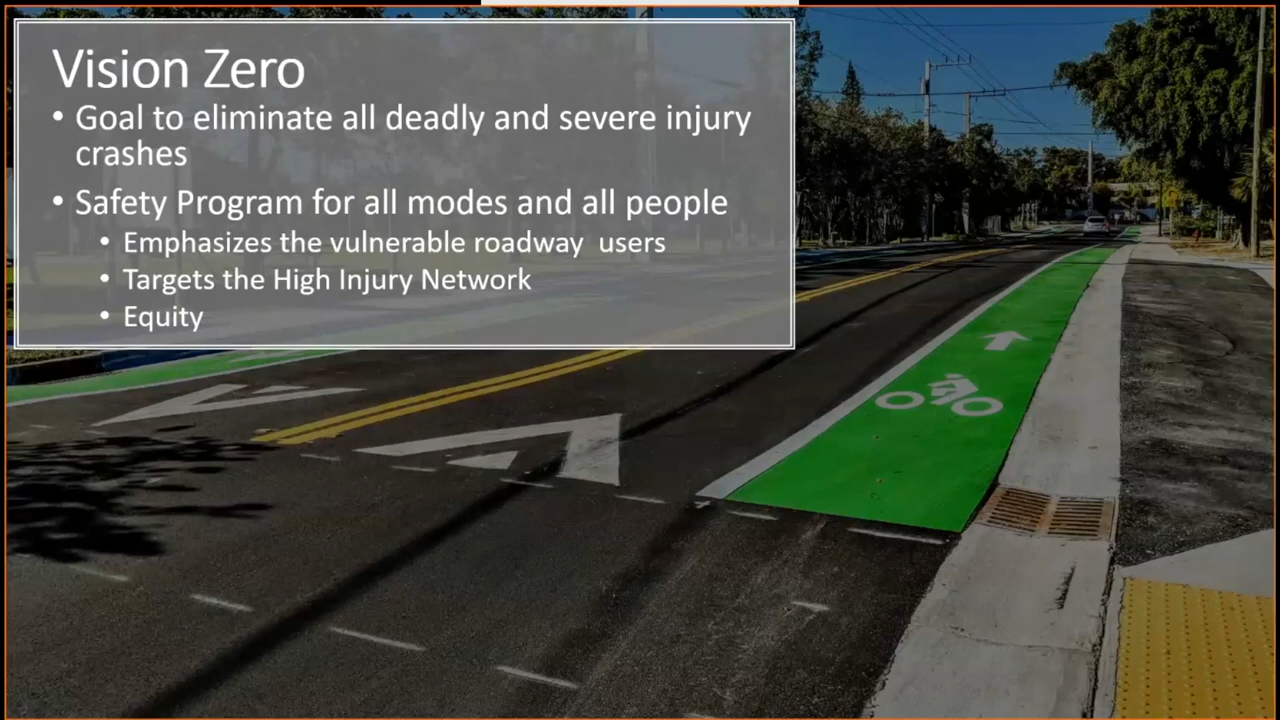 Vision Zero
• Goal to eliminate all deadly and severe injury
crashes
• Safety Program for all modes and all people
• Emphasizes the vulnerable roadway  users
• Targets the High Injury Network
• Equity